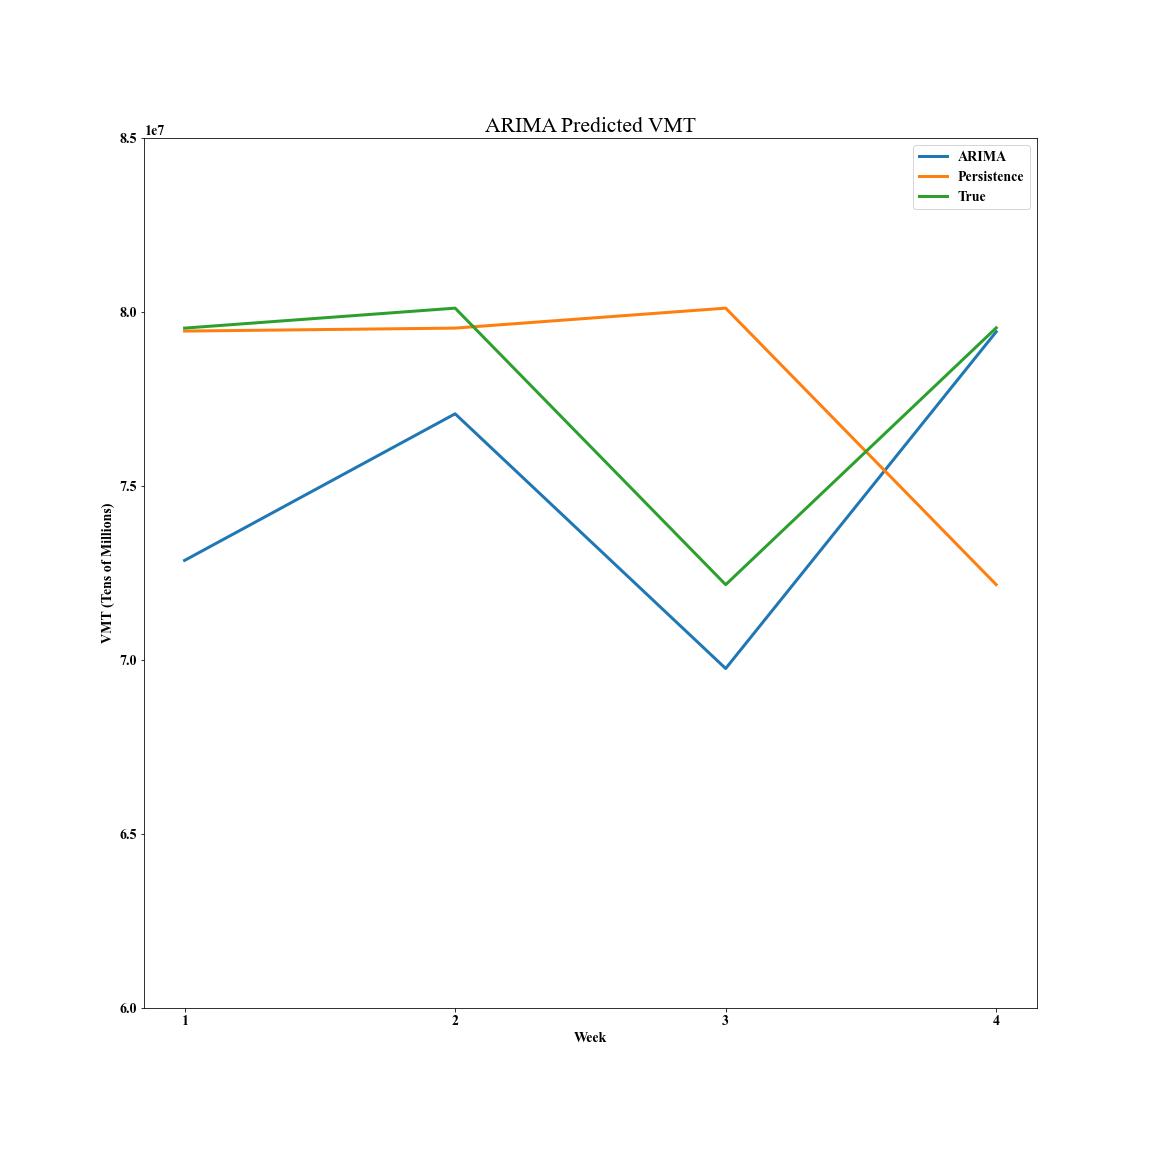 ARIMA Predicted VMT
1e7
8.5
8.0
7.5
7.0
6.5
6.0
VMT (Tens of Millions)
ARIMA
Persistence
True
1 2 3 4
Week